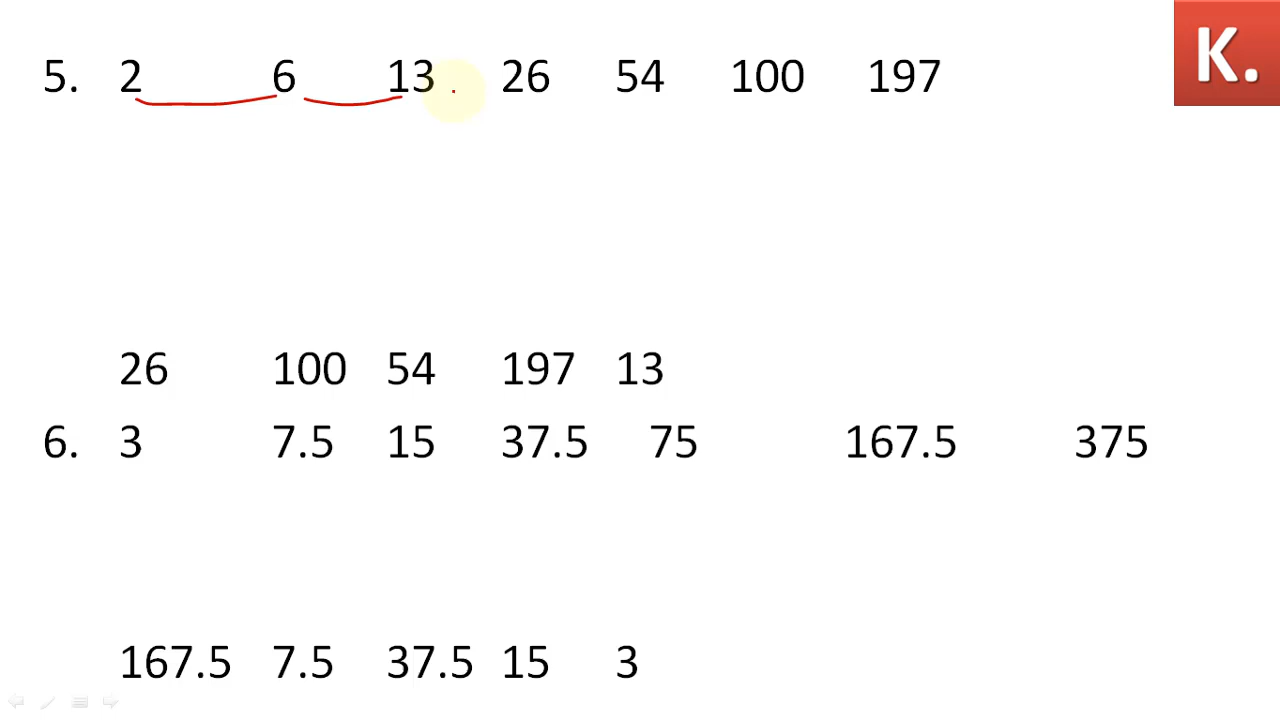 K.
5. 2 6 13 26 54 100 197
26 100 54 197 13
6. 3 7.5 15 37.5 75 167.5 375
167.5 7.5 37.5 15 3